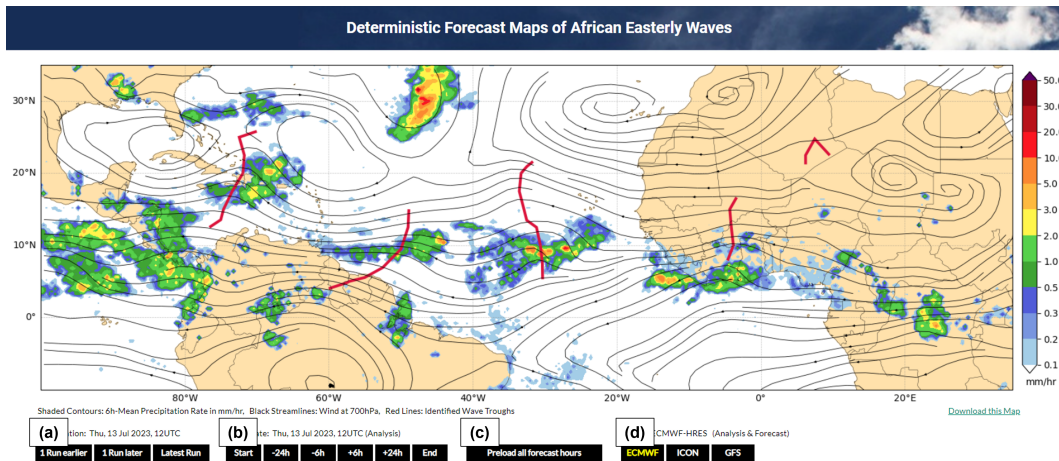 Deterministic Forecast Maps of African Easterly Waves
30°N
20°N
10°N
0°
80°W
60°W
40°W
20°W
0°
20°E
50.0
30.0
20.0
10.0
5.0
3.0
2.0
1.0
0.5
0.3
0.2
0.1
mm/hr
Shaded Contours: 6h-Mean Precipitation Rate in mm/hr, Black Streamlines: Wind at 700hPa, Red Lines: Identified Wave Troughs
Download this Map
(a) tion: Thu, 13 Jul 2023, 12UTC
(b) ate: Thu, 13 Jul 2023, 12UTC (Analysis)
(c)
(d) ECMWF-HRES (Analysis & Forecast)
1 Run earlier 1 Run later Latest Run
Start -24h -6h +6h +24h End
Preload all forecast hours
ECMWF ICON GFS